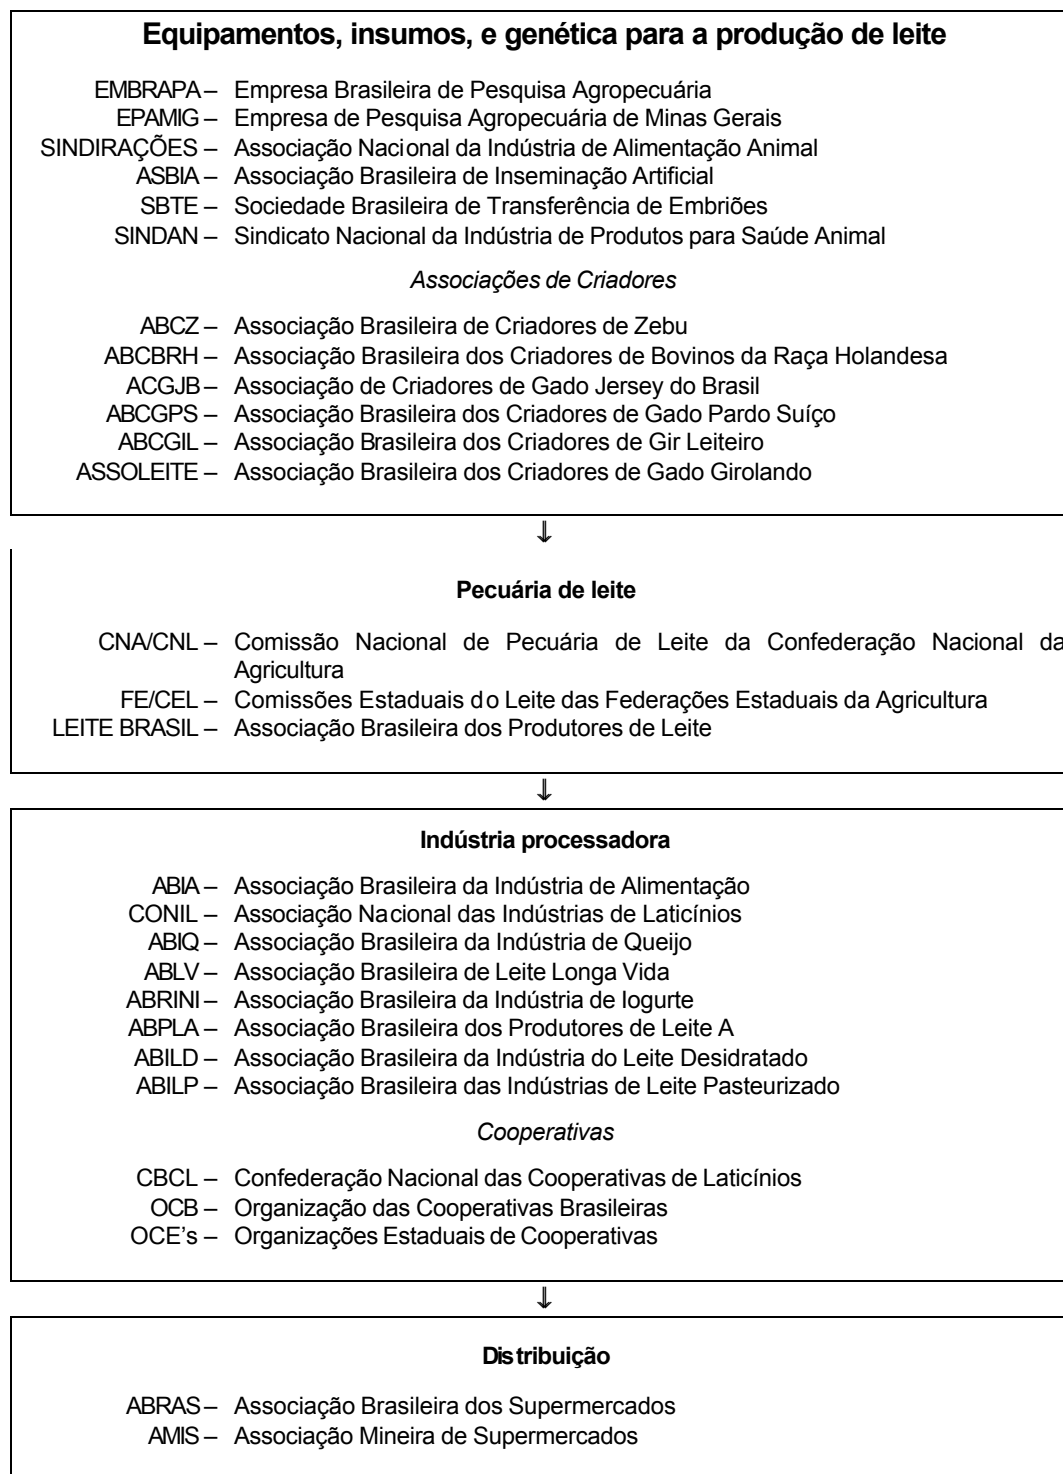 Equipamentos, insumos, e genética para a produção de leite
EMBRAPA – Empresa Brasileira de Pesquisa Agropecuária
EPAMIG – Empresa de Pesquisa Agropecuária de Minas Gerais
SINDIRAÇÕES – Associação Nacional da Indústria de Alimentação Animal
ASBIA – Associação Brasileira de Inseminação Artificial
SBTE – Sociedade Brasileira de Transferência de Embriões
SINDAN – Sindicato Nacional da Indústria de Produtos para Saúde Animal
Associações de Criadores
ABCZ – Associação Brasileira de Criadores de Zebu
ABCBRH – Associação Brasileira dos Criadores de Bovinos da Raça Holandesa
ACGJB – Associação de Criadores de Gado Jersey do Brasil
ABCGPS – Associação Brasileira dos Criadores de Gado Pardo Suíço
ABCGIL – Associação Brasileira dos Criadores de Gir Leiteiro
ASSOLEITE – Associação Brasileira dos Criadores de Gado Girolando
⇓
Pecuária de leite
CNA/CNL – Comissão Nacional de Pecuária de Leite da Confederação Nacional da
Agricultura
FE/CEL – Comissões Estaduais do Leite das Federações Estaduais da Agricultura
LEITE BRASIL – Associação Brasileira dos Produtores de Leite
⇓
Indústria processadora
ABIA – Associação Brasileira da Indústria de Alimentação
CONIL – Associação Nacional das Indústrias de Laticínios
ABIQ – Associação Brasileira da Indústria de Queijo
ABLV – Associação Brasileira de Leite Longa Vida
ABRINI – Associação Brasileira da Indústria de Iogurte
ABPLA – Associação Brasileira dos Produtores de Leite A
ABILD – Associação Brasileira da Indústria do Leite Desidratado
ABILP – Associação Brasileira das Indústrias de Leite Pasteurizado
Cooperativas
CBCL – Confederação Nacional das Cooperativas de Laticínios
OCB – Organização das Cooperativas Brasileiras
OCE's – Organizações Estaduais de Cooperativas
⇓
Distribuição
ABRAS – Associação Brasileira dos Supermercados
AMIS – Associação Mineira de Supermercados